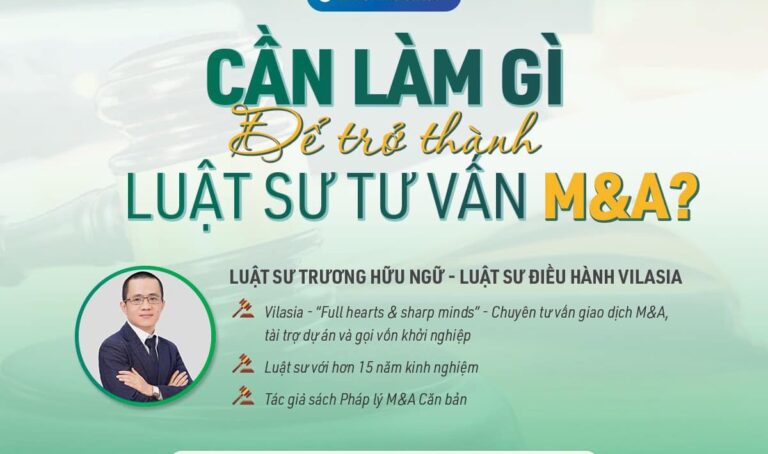 CẦN LÀM GÌ
Để trở thành
LUẬT SƯ TƯ VẤN M&A?
LUẬT SƯ TRƯƠNG HỮU NGỮ - LUẬT SƯ ĐIỀU HÀNH VILASIA
Vilasia - "Full hearts & sharp minds" - Chuyên tư vấn giao dịch M&A,
tài trợ dự án và gọi vốn khởi nghiệp
Luật sư với hơn 15 năm kinh nghiệm
Tác giả sách Pháp lý M&A Căn bản